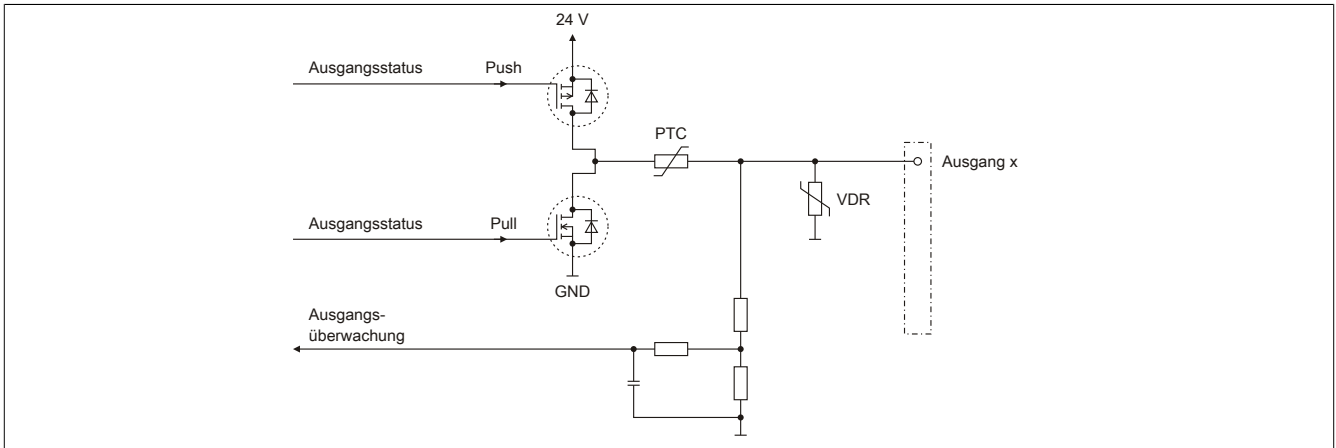 24 V
Ausgangsstatus
Push
PTC
Ausgang x
VDR
Ausgangsstatus
Pull
GND
Ausgangs-
überwachung